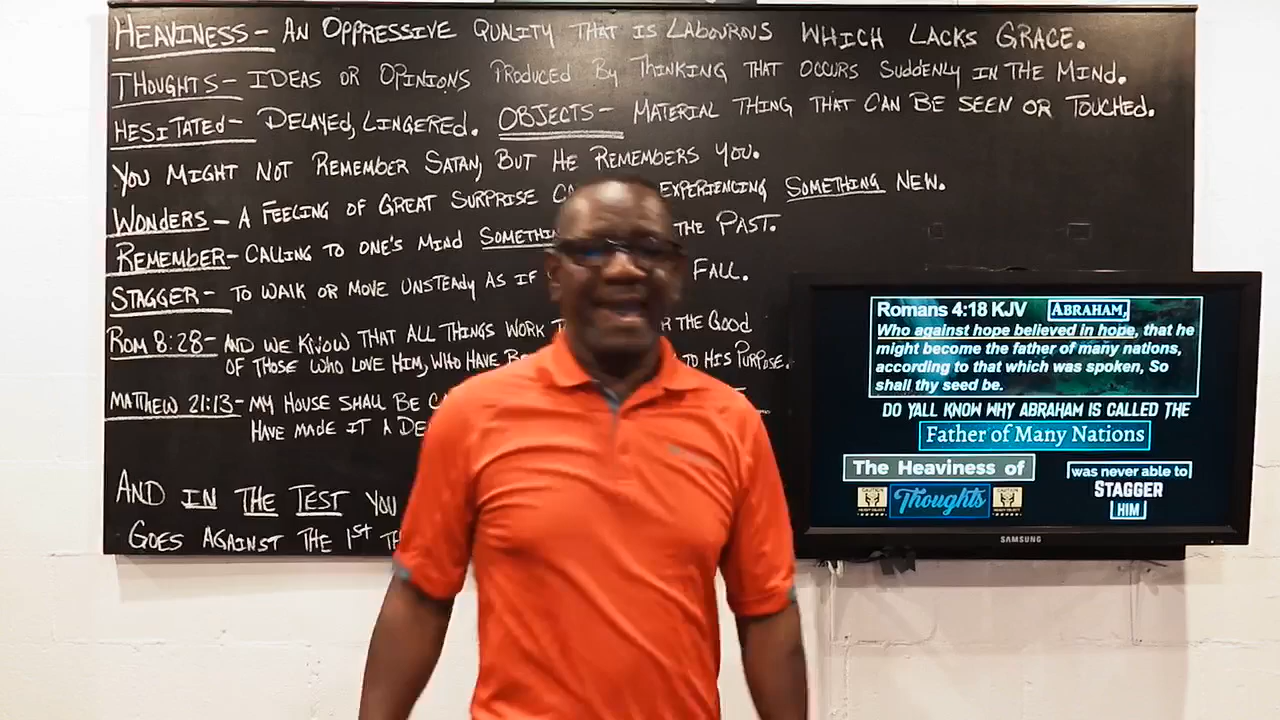 HEAVINESS - AN OPPRESSIVE QUALITY THAT IS LABOUROUS WHICH LACKS GRACE.
THOUGHTS - IDEAS OR OPINIONS PRODUCED BY THINKING THAT OCCURS SUDDENLY IN THE MIND.
HESITATED - DELAYED, LINGERED. OBJECTS - MATERIAL THING THAT CAN BE SEEN OR TOUCHED.
YOU MIGHT NOT REMEMBER SATAN, BUT HE REMEMBERS YOU.
WONDERS - A FEELING OF GREAT SURPRISE EXPERIENCING SOMETHING NEW.
REMEMBER - CALLING TO ONE'S MIND THE PAST.
STAGGER - TO WALK OR MOVE UNSTEADY AS IF FALL.
ROM 8:28 - AND WE KNOW THAT ALL THINGS WORK THE GOOD
OF THOSE WHO LOVE HIM, WHO HAVE TO HIS PURPOSE.
MATTHEW 21:13 - MY HOUSE SHALL BE
HAVE MADE IT A
AND IN THE TEST YOU
GOES AGAINST THE 1ST
Romans 4:18 KJV ABRAHAM,
Who against hope believed in hope, that he
might become the father of many nations,
according to that which was spoken, So
shall thy seed be.
DO YALL KNOW WHY ABRAHAM IS CALLED THE
Father of Many Nations
The Heaviness of
Thoughts
was never able to
STAGGER
HIM
SAMSUNG